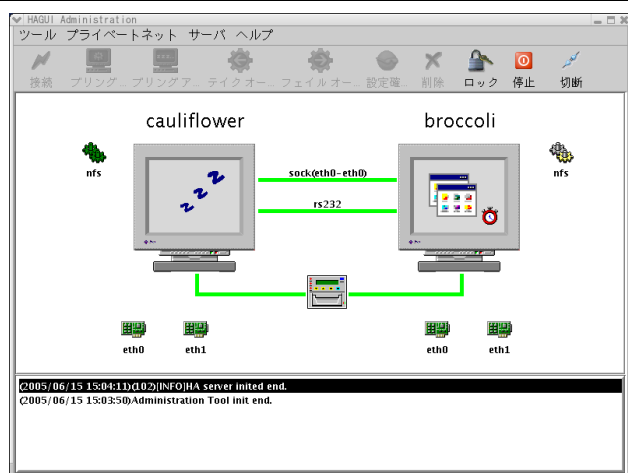 HAGUI Administration
ツール プライベートネット サーバ ヘルプ
接続 ブリング... ブリングア... テイクオー... フェイルオー... 設定確... 削除 ロック 停止 切断
cauliflower broccoli
nfs sock(eth0-eth0) nfs
rs232
eth0 eth1 eth0 eth1
(2005/06/15 15:04:11)(102)[INFO]HA server inited end.
(2005/06/15 15:03:50)Administration Tool init end.